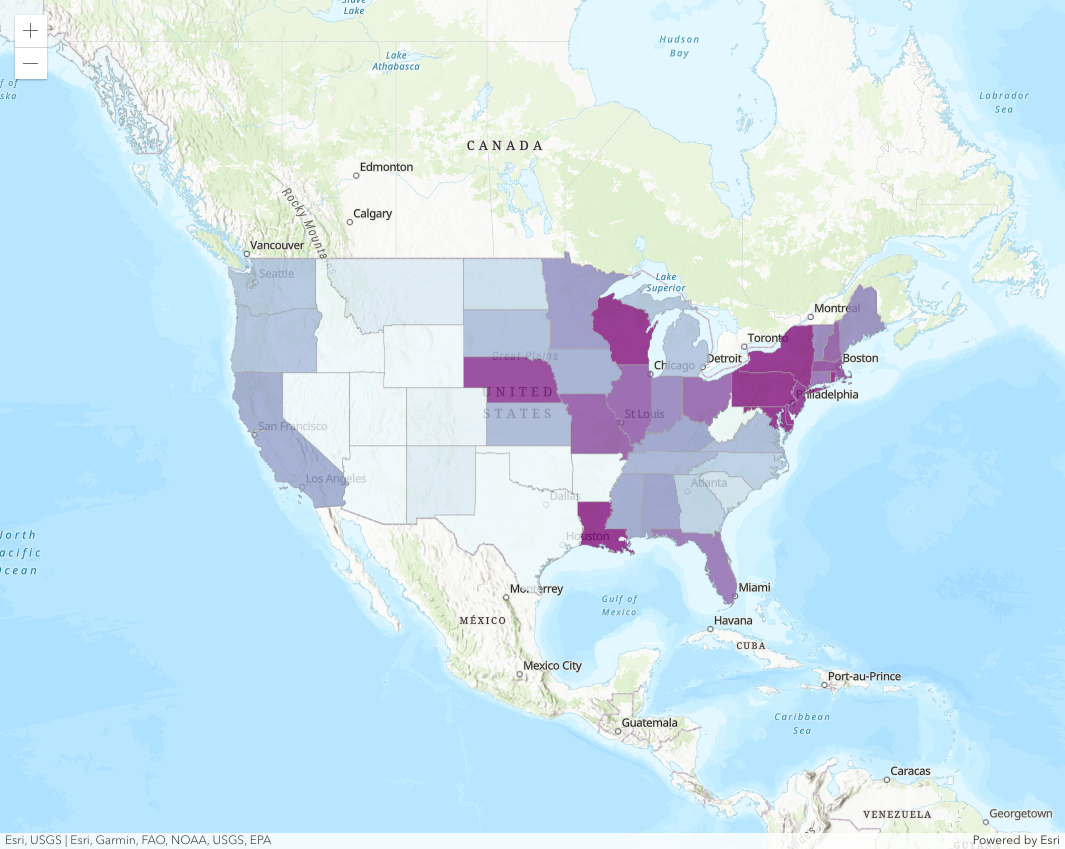 Slave
Lake
Hudson
Bay
Lake
Athabasca
f of
ska
Labrador
Sea
CANADA
Edmonton
Rocky Mounta
Calgary
Vancouver
Seattle
Lake
Superior
Montreal
Toronto
Great Plains
Chicago
Detroit
Boston
UNITED
STATES
Philadelphia
St Louis
San Francisco
Los Angeles
Atlanta
Dallas
Houston
orth
acific
cean
Monterrey
Gulf of
Mexico
Miami
MÉXICO
Havana
CUBA
Mexico City
Port-au-Prince
Guatemala
Caribbean
Sea
Caracas
VENEZUELA
Georgetown
GUYANA
Esri, USGS | Esri, Garmin, FAO, NOAA, USGS, EPA
Powered by Esri